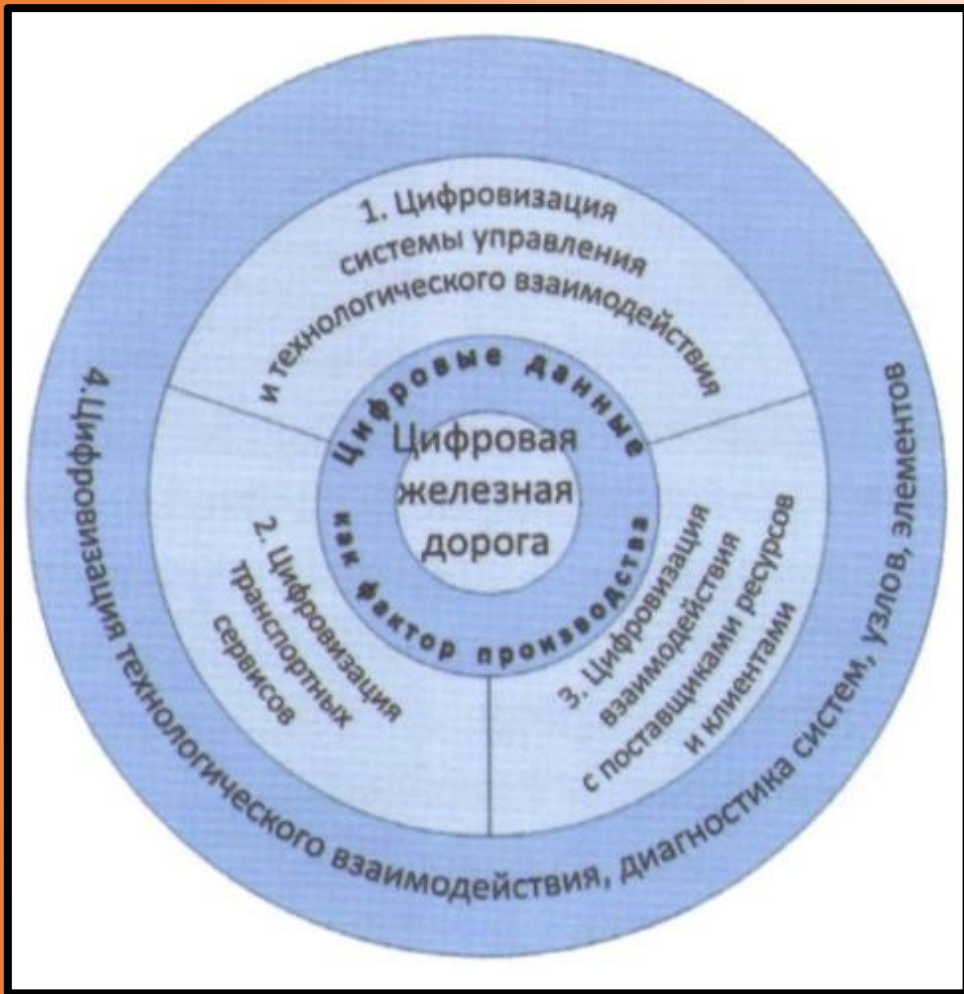 1. Цифровизация
системы управления
и технологического взаимодействия
Цифровые данные
как фактор производства
Цифровая
железная
дорога
2. Цифровизация
транспортных
сервисов
3. Цифровизация
взаимодействия
с поставщиками ресурсов
и клиентами
4.Цифровизация технологического взаимодействия, диагностика систем, узлов, элементов